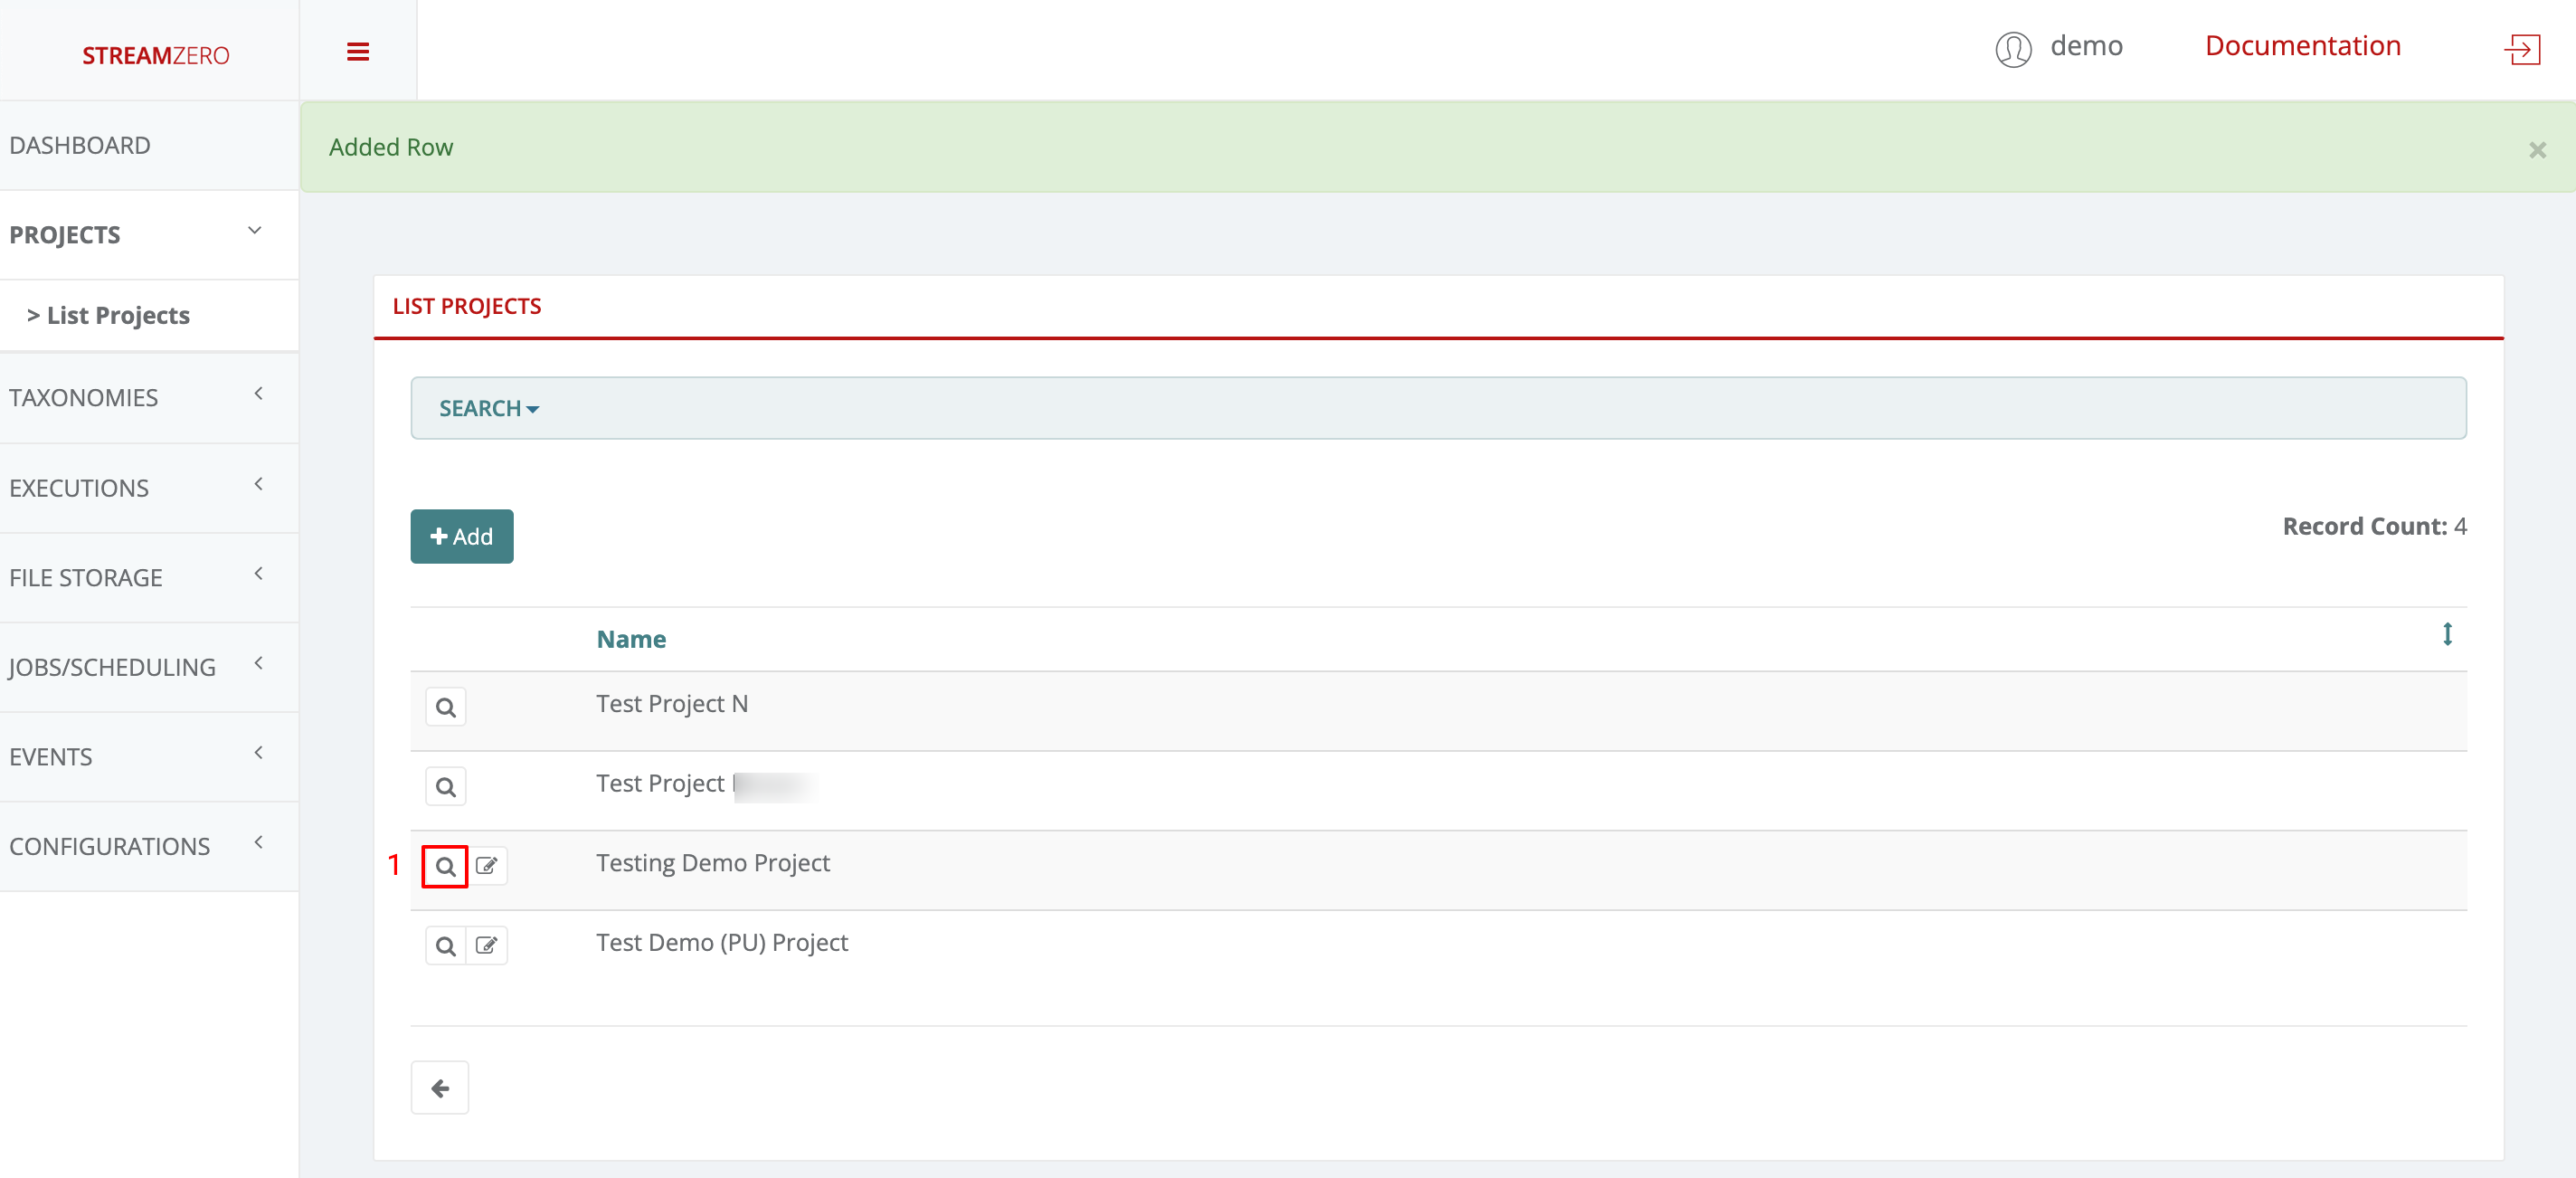 STREAMZERO
demo
Documentation
DASHBOARD
Added Row
PROJECTS
> List Projects
LIST PROJECTS
TAXONOMIES
SEARCH
EXECUTIONS
Add
Record Count: 4
FILE STORAGE
Name
JOBS/SCHEDULING
Test Project N
EVENTS
Test Project
CONFIGURATIONS
1
Testing Demo Project
Test Demo (PU) Project